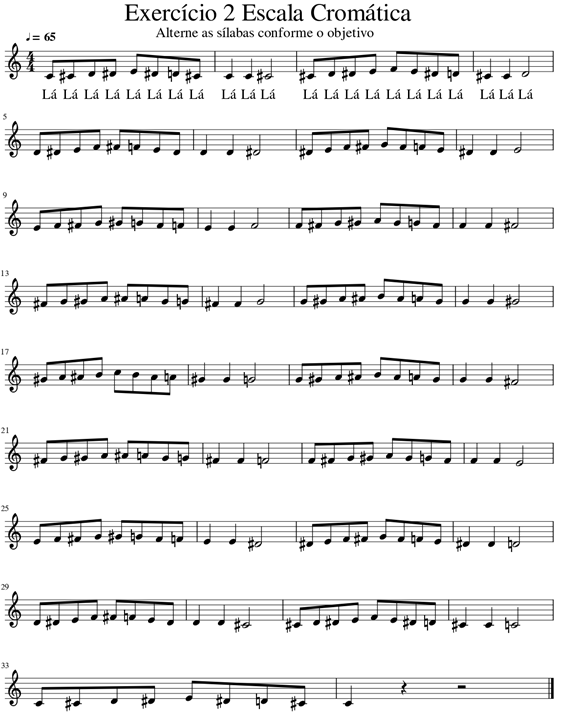 Exercício 2 Escala Cromática
Alterne as sílabas conforme o objetivo
♩ = 65
4/4
Lá Lá Lá Lá Lá Lá Lá Lá Lá Lá Lá Lá Lá Lá Lá Lá Lá Lá Lá Lá Lá Lá
5
9
13
17
21
25
29
33